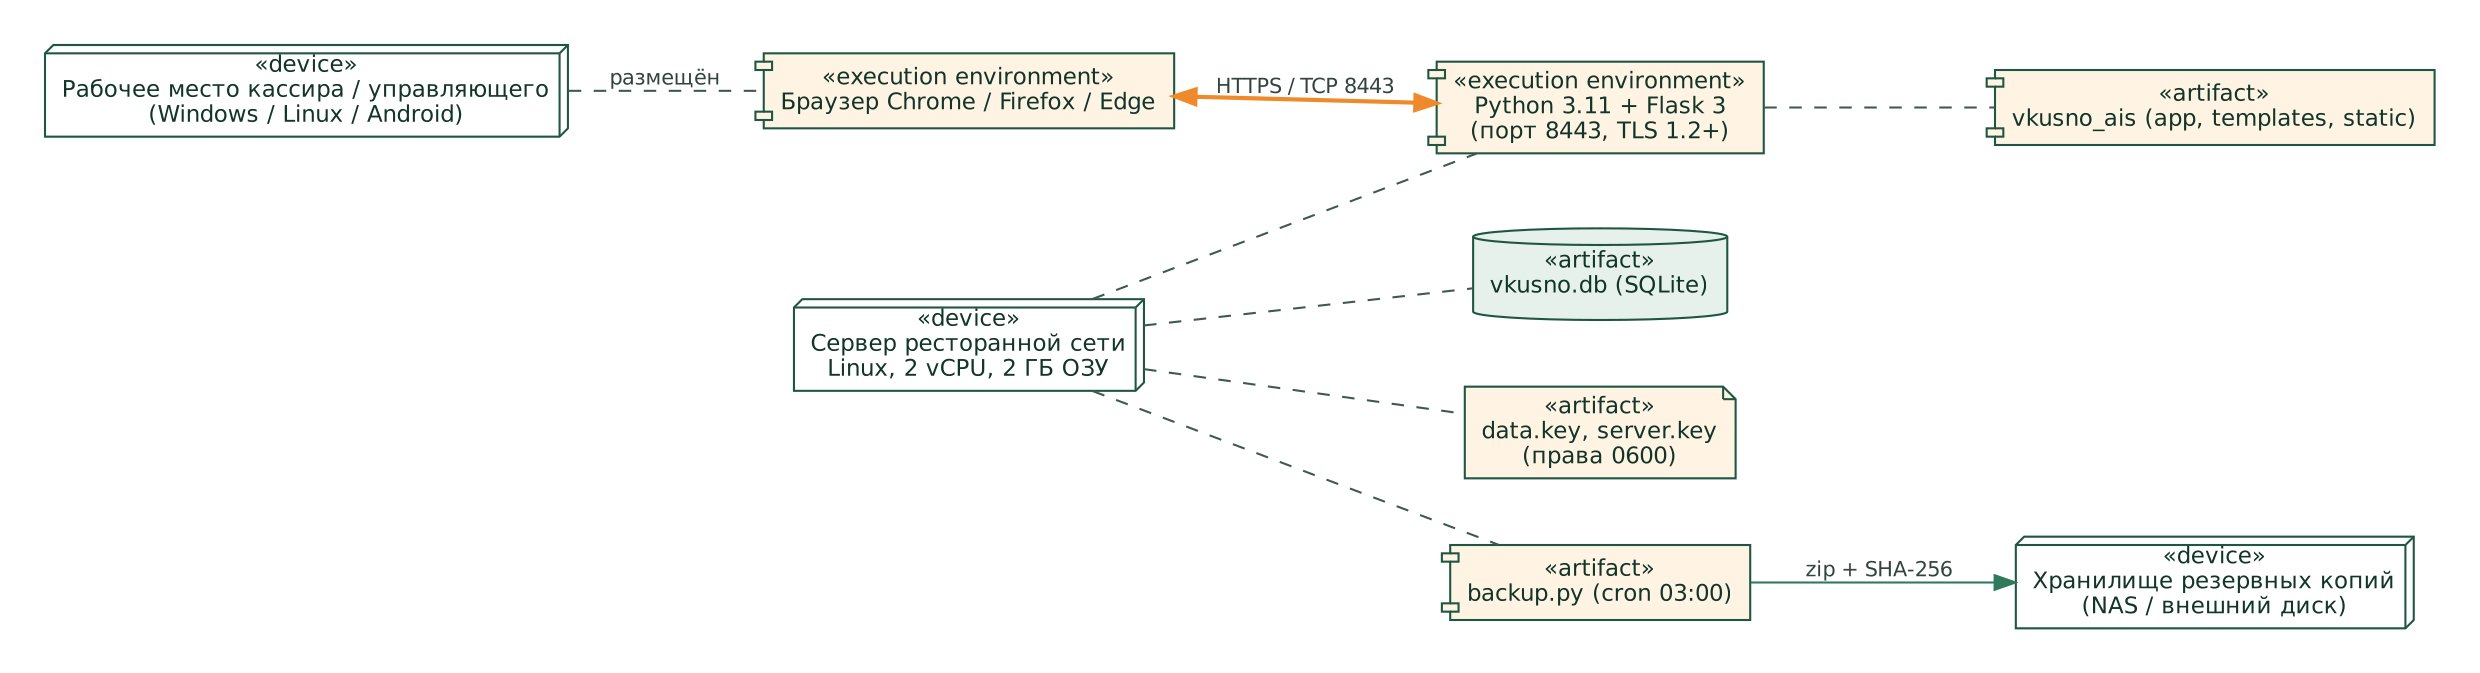 «device»
Рабочее место кассира / управляющего
(Windows / Linux / Android)
размещён
«execution environment»
Браузер Chrome / Firefox / Edge
HTTPS / TCP 8443
«execution environment»
Python 3.11 + Flask 3
(порт 8443, TLS 1.2+)
«artifact»
vkusno_ais (app, templates, static)
«artifact»
vkusno.db (SQLite)
«device»
Сервер ресторанной сети
Linux, 2 vCPU, 2 ГБ ОЗУ
«artifact»
data.key, server.key
(права 0600)
«artifact»
backup.py (cron 03:00)
zip + SHA-256
«device»
Хранилище резервных копий
(NAS / внешний диск)